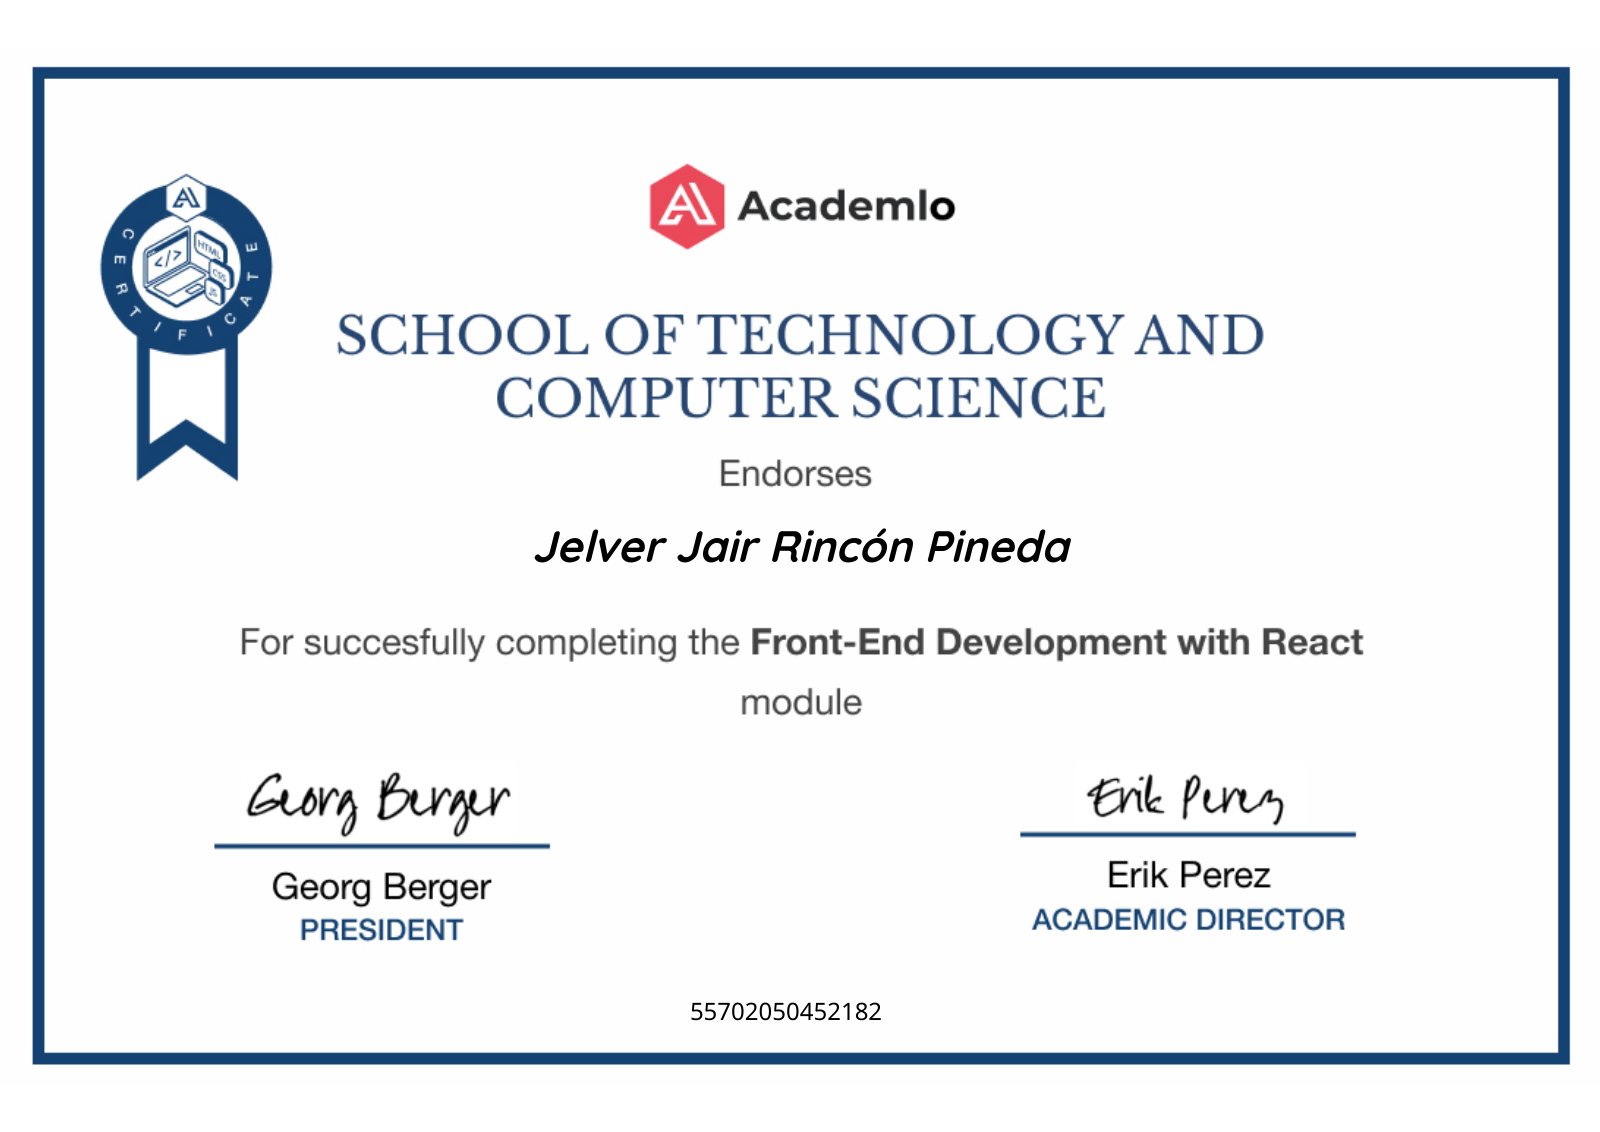 Academlo
CERTIFICATE
</>
HTML
CSS
JS
SCHOOL OF TECHNOLOGY AND
COMPUTER SCIENCE
Endorses
Jelver Jair Rincón Pineda
For succesfully completing the Front-End Development with React
module
Georg Berger
Erik Perez
Georg Berger
Erik Perez
PRESIDENT
ACADEMIC DIRECTOR
55702050452182